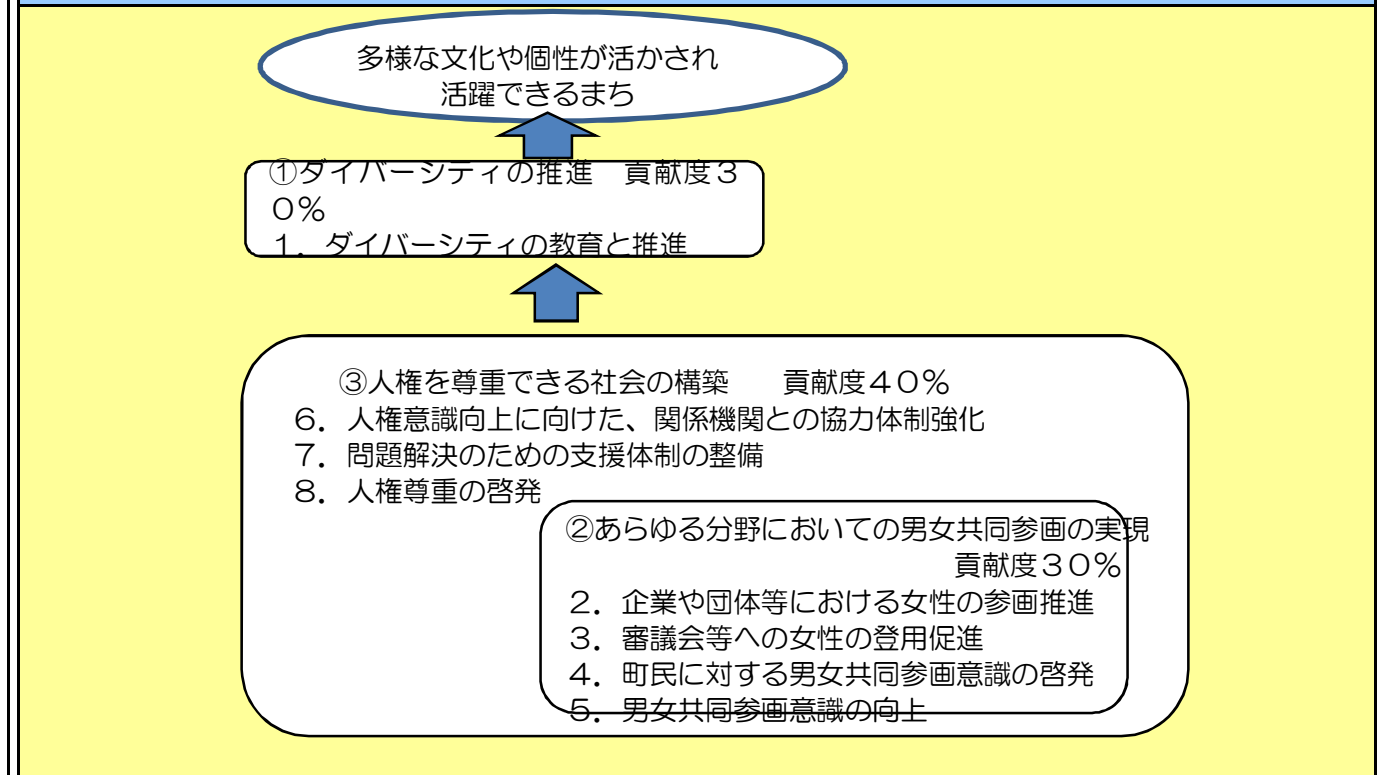 多様な文化や個性が活かされ
活躍できるまち
①ダイバーシティの推進　貢献度３
０％
１．ダイバーシティの教育と推進
③人権を尊重できる社会の構築　　貢献度４０％
６．人権意識向上に向けた、関係機関との協力体制強化
７．問題解決のための支援体制の整備
８．人権尊重の啓発
②あらゆる分野においての男女共同参画の実現
貢献度３０％
２．企業や団体等における女性の参画推進
３．審議会等への女性の登用促進
４．町民に対する男女共同参画意識の啓発
５．男女共同参画意識の向上